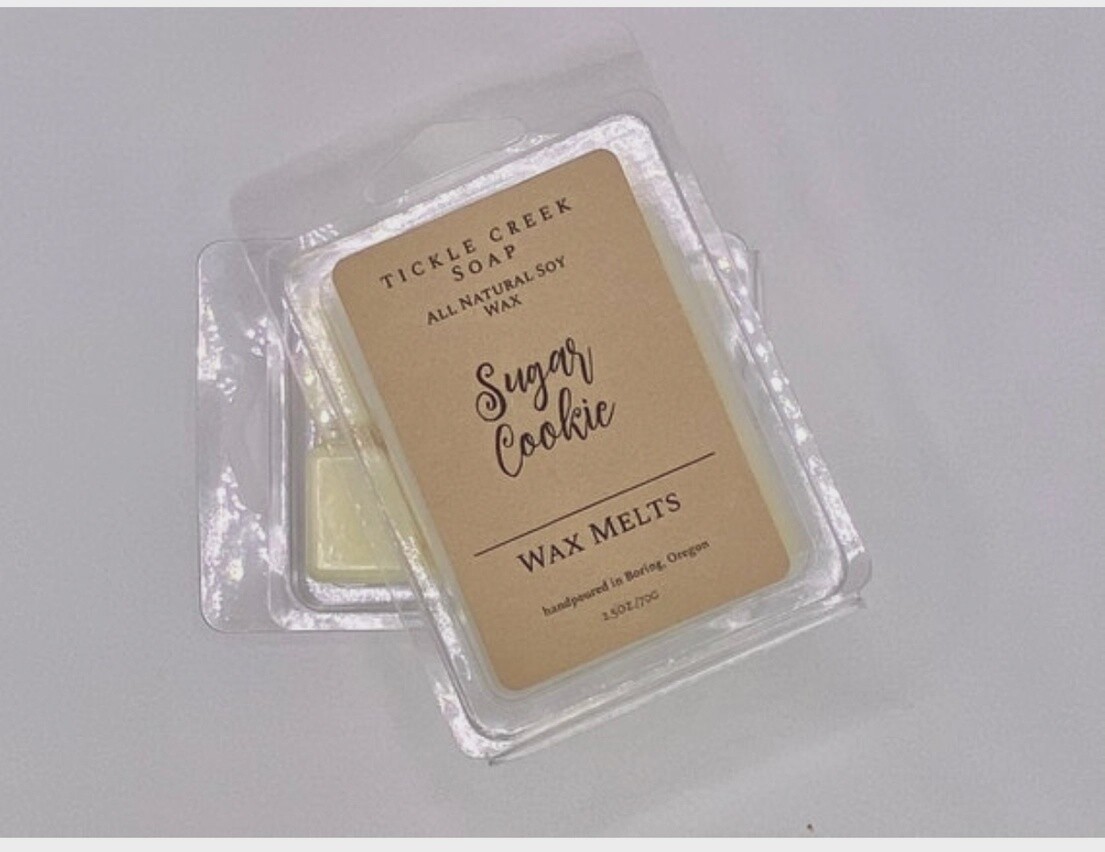 TICKLE CREEK
SOAP
ALL NATURAL SOY
WAX
Sugar
Cookie
WAX MELTS
handpoured in Boring, Oregon
2.5OZ./70G